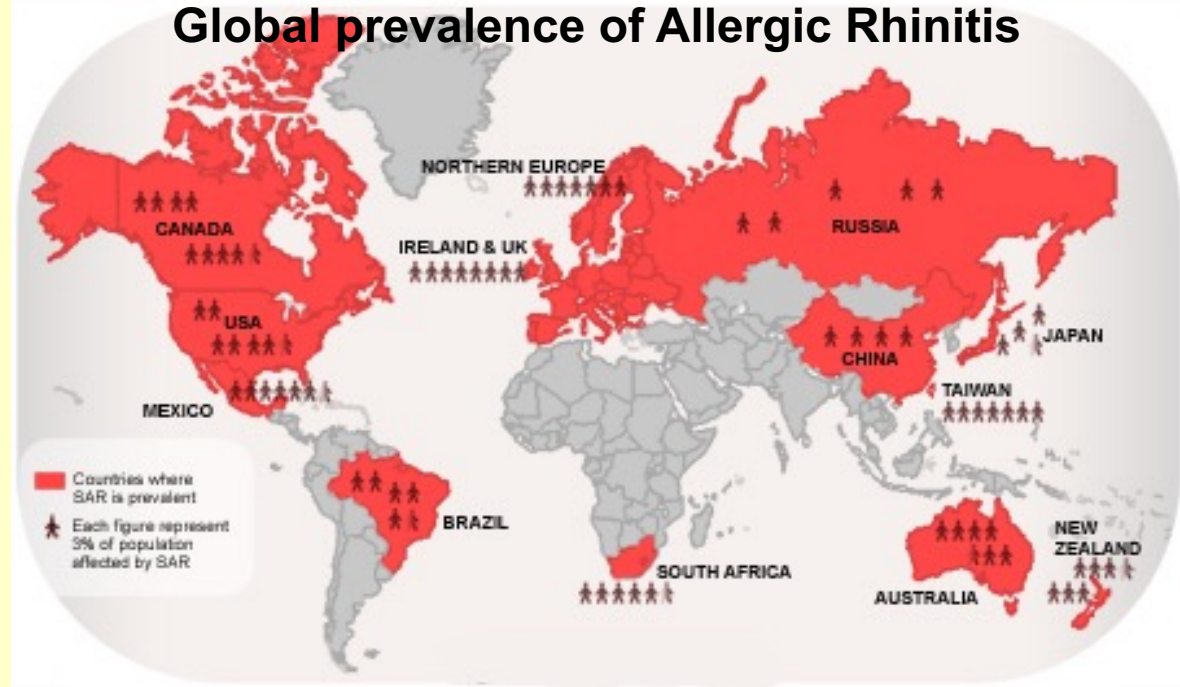 Global prevalence of Allergic Rhinitis
NORTHERN EUROPE
CANADA
RUSSIA
IRELAND & UK
USA
JAPAN
CHINA
TAIWAN
MEXICO
Countries where
SAR is prevalent
Each figure represent
3% of population
affected by SAR
BRAZIL
NEW
ZEALAND
SOUTH AFRICA
AUSTRALIA